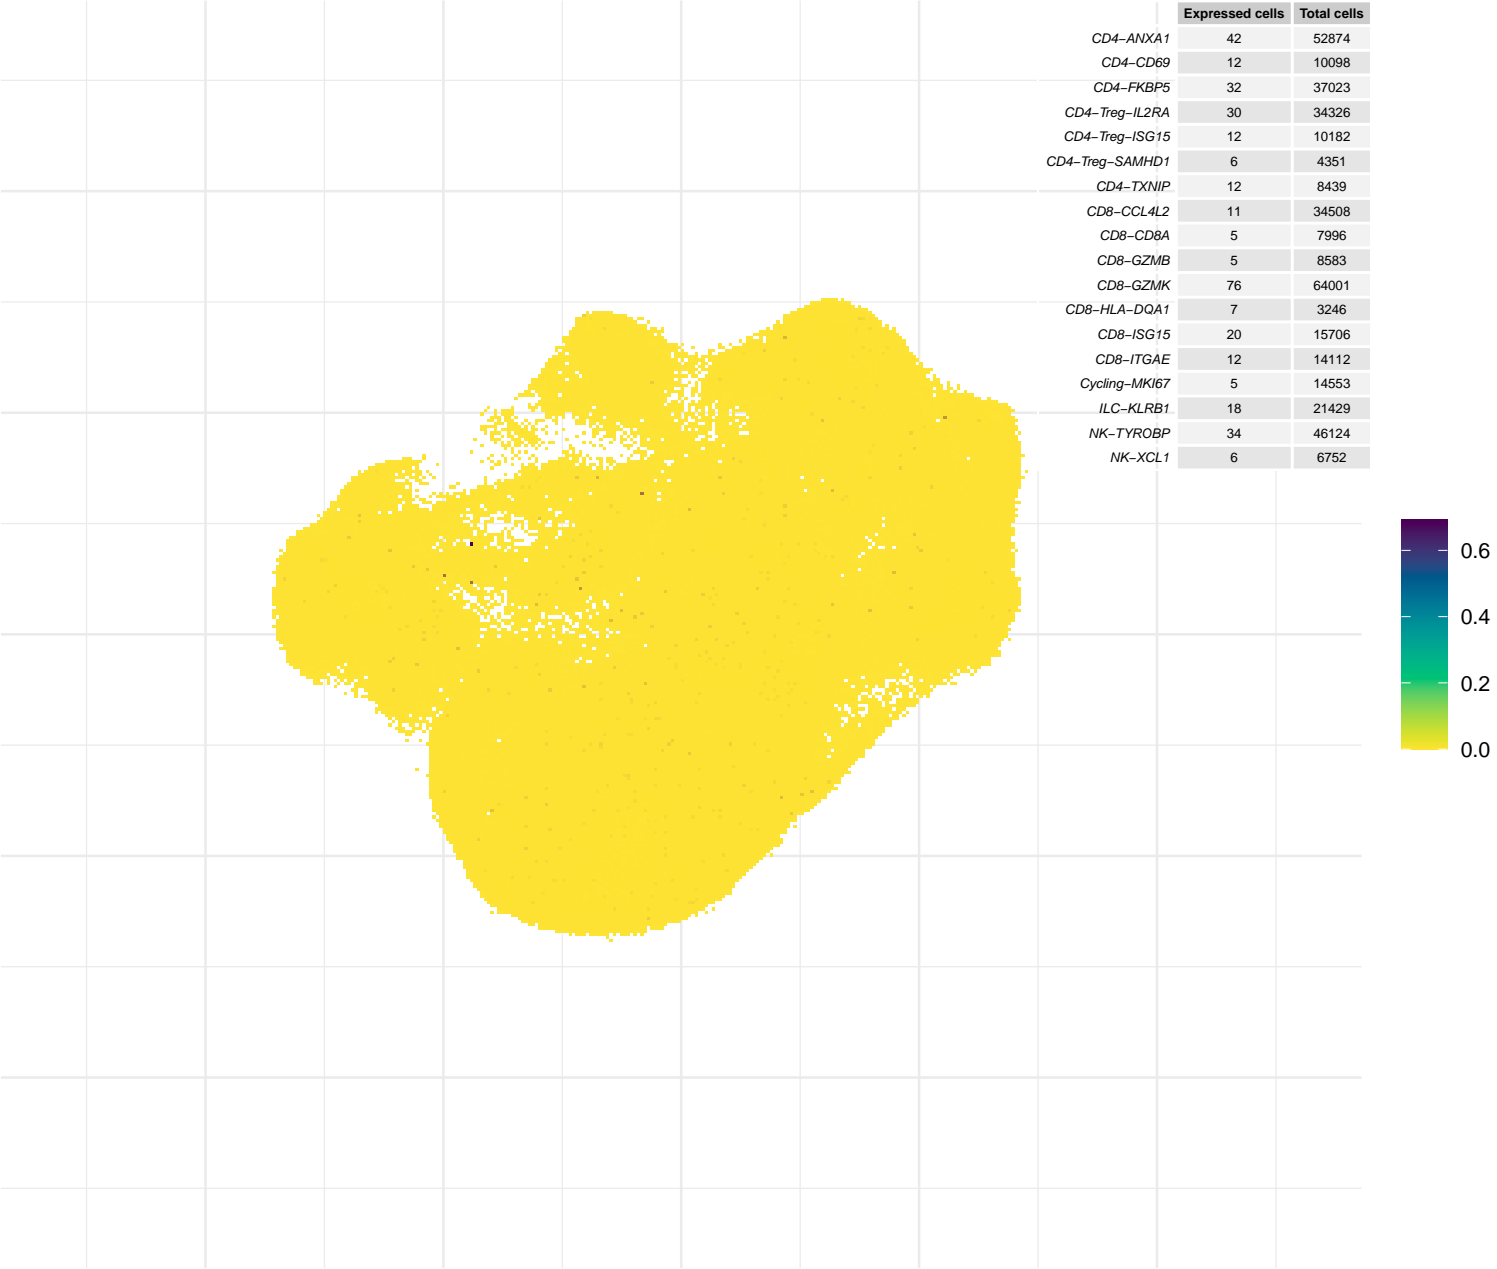 Expressed cells Total cells
CD4−ANXA1 42 52874
CD4−CD69 12 10098
CD4−FKBP5 32 37023
CD4−Treg−IL2RA 30 34326
CD4−Treg−ISG15 12 10182
CD4−Treg−SAMHD1 6 4351
CD4−TXNIP 12 8439
CD8−CCL4L2 11 34508
CD8−CD8A 5 7996
CD8−GZMB 5 8583
CD8−GZMK 76 64001
CD8−HLA−DQA1 7 3246
CD8−ISG15 20 15706
CD8−ITGAE 12 14112
Cycling−MKI67 5 14553
ILC−KLRB1 18 21429
NK−TYROBP 34 46124
NK−XCL1 6 6752
0.6
0.4
0.2
0.0